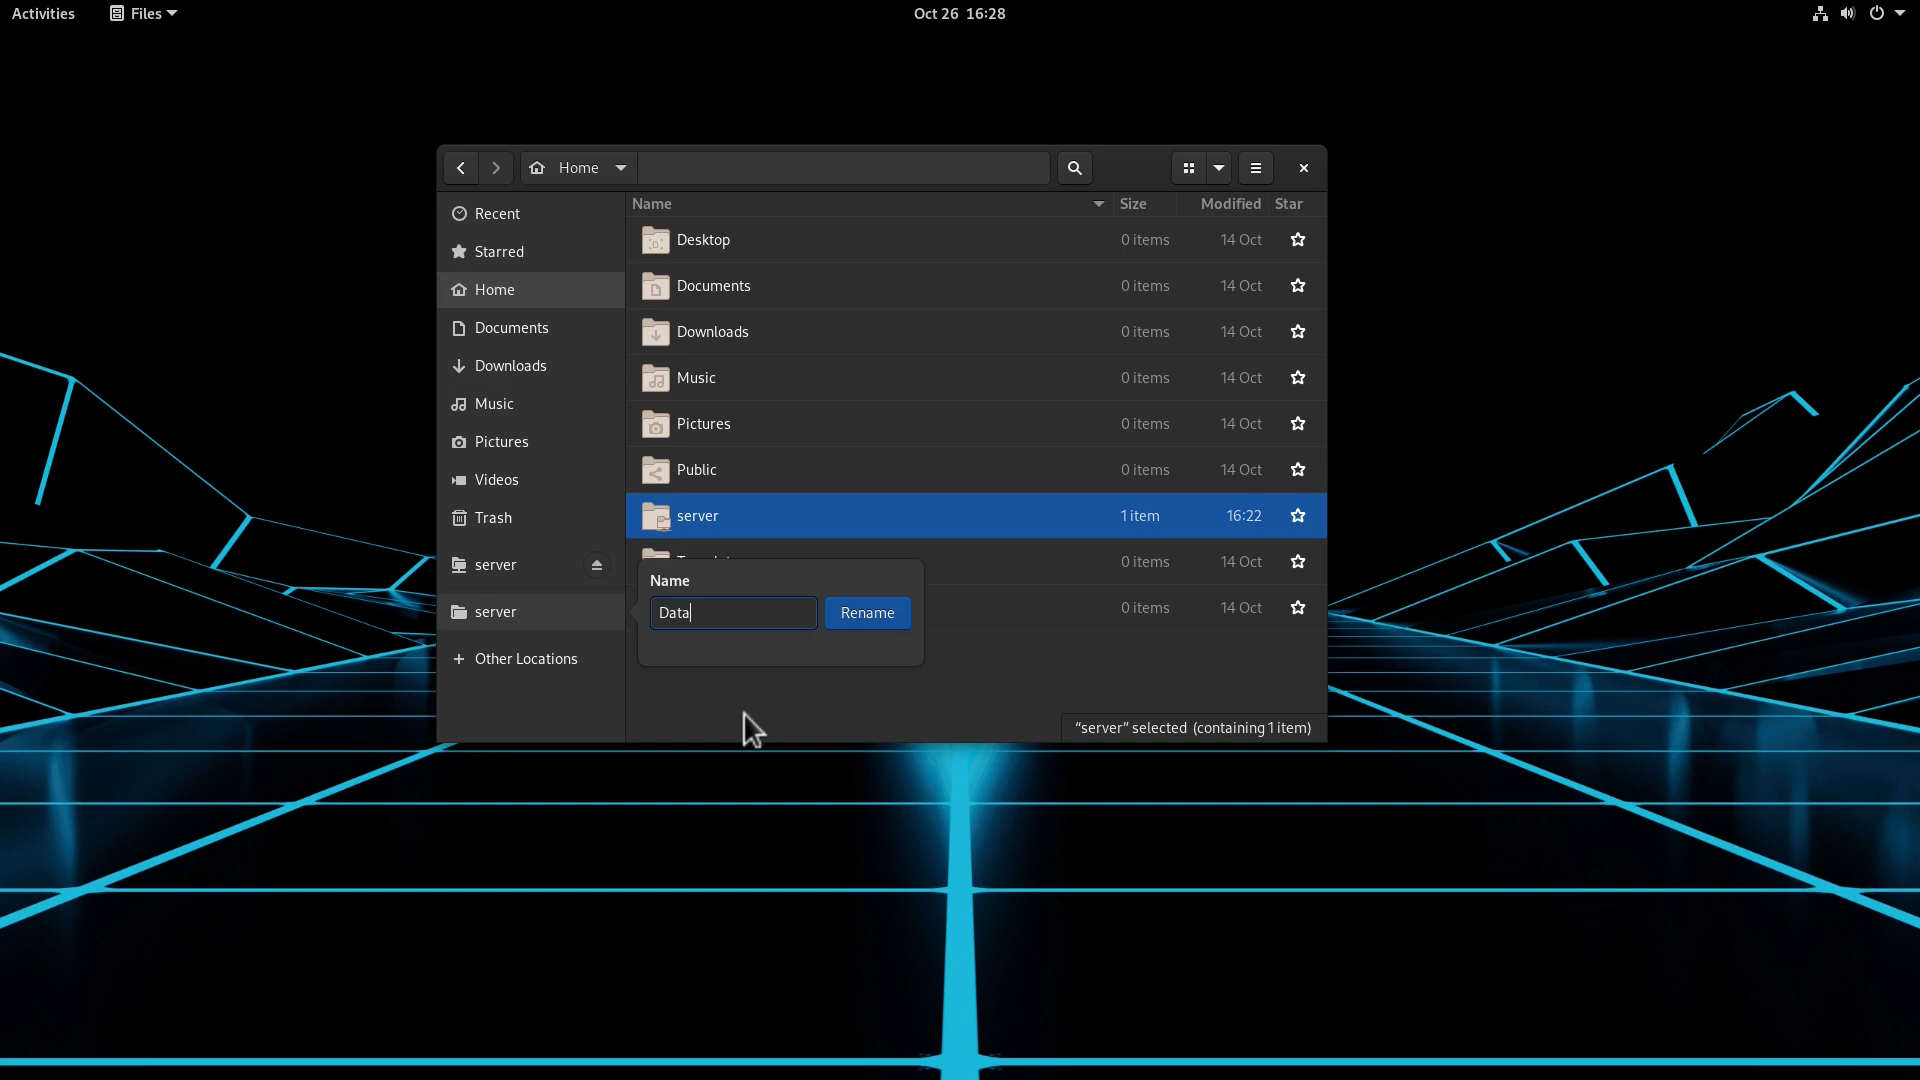 Activities Files Oct 26 16:28
Home
Name Size Modified Star
Recent
Starred
Home
Documents
Downloads
Music
Pictures
Videos
Trash
server
server
Other Locations
Desktop 0 items 14 Oct
Documents 0 items 14 Oct
Downloads 0 items 14 Oct
Music 0 items 14 Oct
Pictures 0 items 14 Oct
Public 0 items 14 Oct
server 1 item 16:22
0 items 14 Oct
0 items 14 Oct
Name
Data Rename
“server” selected (containing 1 item)